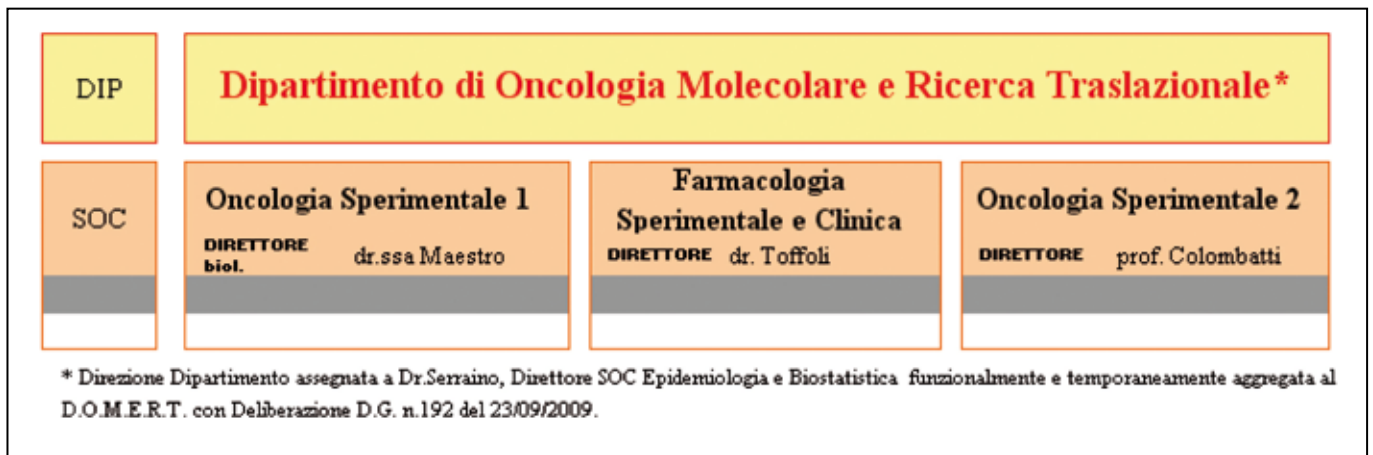 DIP
Dipartimento di Oncologia Molecolare e Ricerca Traslazionale*
SOC
Oncologia Sperimentale 1
DIRETTORE
biol.
dr.ssa Maestro
Farmacologia
Sperimentale e Clinica
DIRETTORE dr. Toffoli
Oncologia Sperimentale 2
DIRETTORE prof. Colombatti
* Direzione Dipartimento assegnata a Dr.Serraino, Direttore SOC Epidemiologia e Biostatistica funzionalmente e temporaneamente aggregata al
D.O.M.E.R.T. con Deliberazione D.G. n.192 del 23/09/2009.